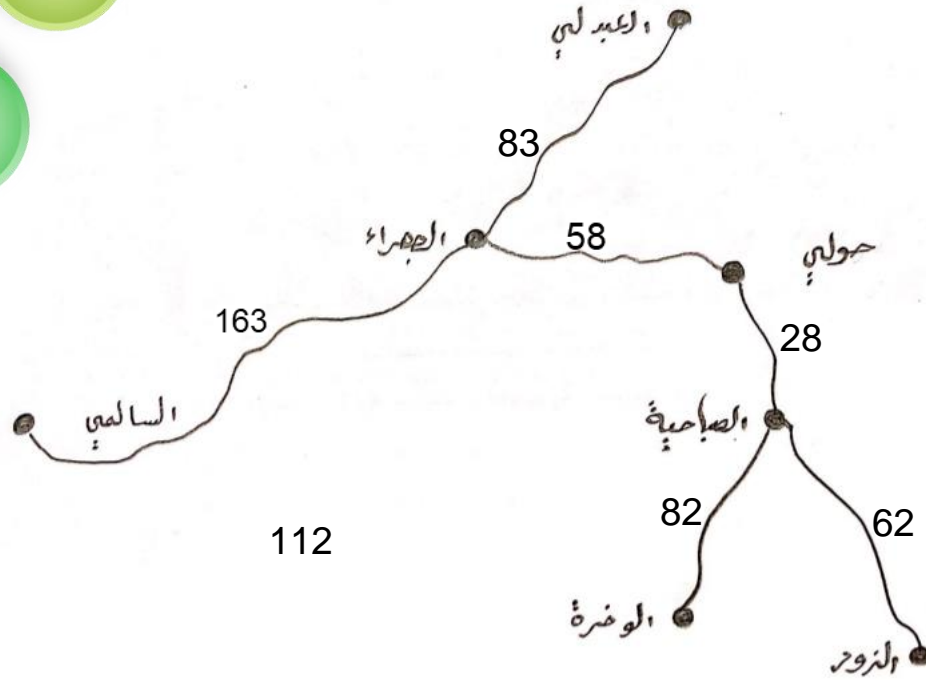 العبدلي
83
الجهراء
58
حولي
163
28
السالمي
الصباحية
82
62
112
الوفرة
الزور